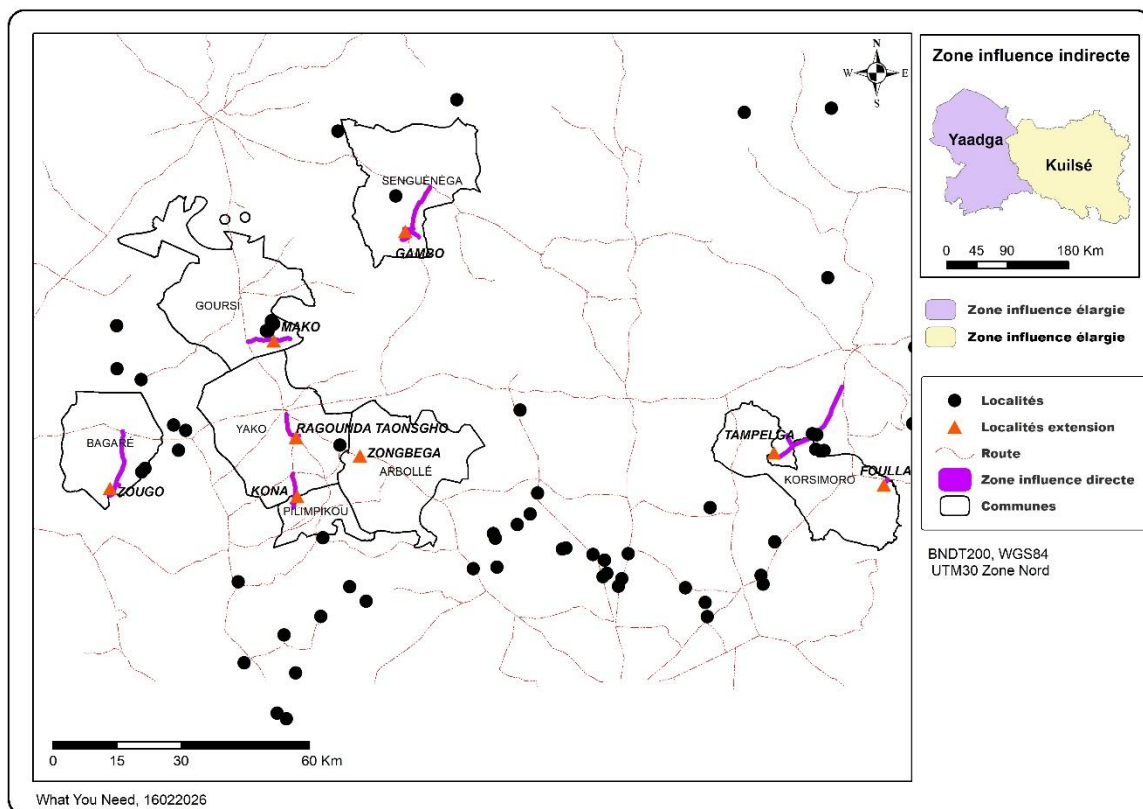 N
W E
S
SENGUÉNÉGA
GAMBO
GOURSI
MAKO
YAKO
RAGOUNDA TAONSGHO
ZONGBEGA
ARBOLLÉ
BAGARÉ
ZOUGO
KONA
PILIMPIKOU
TAMPELGA
FOULLA
KORSIMORO
0 15 30 60 Km
What You Need, 16022026
Zone influence indirecte
Yaadga
Kuilsé
0 45 90 180 Km
Zone influence élargie
Zone influence élargie
Localités
Localités extension
Route
Zone influence directe
Communes
BNDT200, WGS84
UTM30 Zone Nord